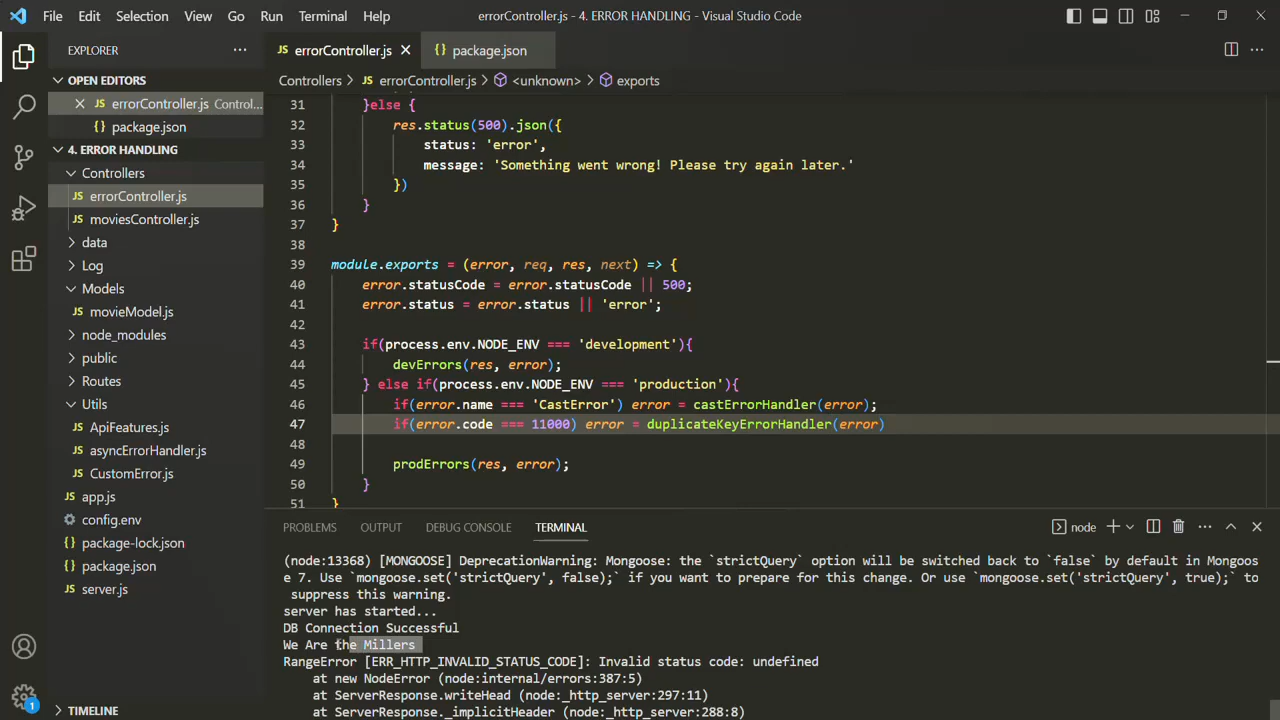 File Edit Selection View Go Run Terminal Help
errorController.js - 4. ERROR HANDLING - Visual Studio Code
EXPLORER
OPEN EDITORS
JS errorController.js Control...
{} package.json
4. ERROR HANDLING
Controllers
JS errorController.js
JS moviesController.js
data
Log
Models
JS movieModel.js
node_modules
public
Routes
Utils
JS ApiFeatures.js
JS asyncErrorHandler.js
JS CustomError.js
JS app.js
config.env
{} package-lock.json
{} package.json
JS server.js
TIMELINE
1
JS errorController.js
{} package.json
Controllers > JS errorController.js > <unknown> > exports
31 }else {
32 res.status(500).json({
33 status: 'error',
34 message: 'Something went wrong! Please try again later.'
35 })
36 }
37 }
38
39 module.exports = (error, req, res, next) => {
40 error.statusCode = error.statusCode || 500;
41 error.status = error.status || 'error';
42
43 if(process.env.NODE_ENV === 'development'){
44 devErrors(res, error);
45 } else if(process.env.NODE_ENV === 'production'){
46 if(error.name === 'CastError') error = castErrorHandler(error);
47 if(error.code === 11000) error = duplicateKeyErrorHandler(error)
48
49 prodErrors(res, error);
50 }
51 }
PROBLEMS OUTPUT DEBUG CONSOLE TERMINAL
node
(node:13368) [MONGOOSE] DeprecationWarning: Mongoose: the `strictQuery` option will be switched back to `false` by default in Mongoos
e 7. Use `mongoose.set('strictQuery', false);` if you want to prepare for this change. Or use `mongoose.set('strictQuery', true);` to
suppress this warning.
server has started...
DB Connection Successful
We Are the Millers
RangeError [ERR_HTTP_INVALID_STATUS_CODE]: Invalid status code: undefined
at new NodeError (node:internal/errors:387:5)
at ServerResponse.writeHead (node:_http_server:297:11)
at ServerResponse._implicitHeader (node:_http_server:288:8)